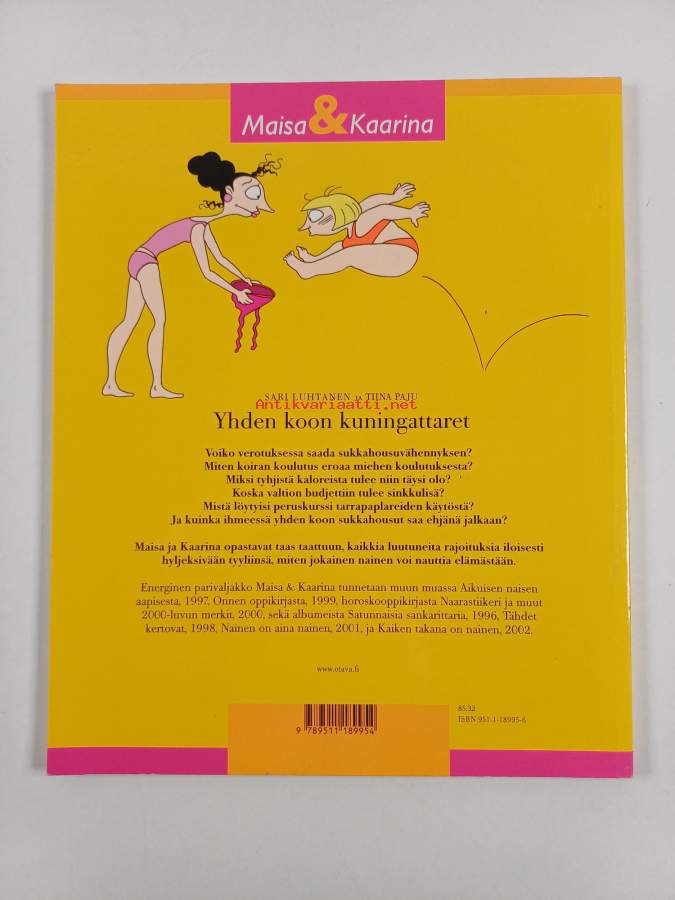 Maisa & Kaarina
SARI LUHTANEN ja TIINA PAJU
Antikvariaatti.net
Yhden koon kuningattaret
Voiko verotuksessa saada sukkahousuvähennyksen?
Miten koiran koulutus eroaa miehen koulutuksesta?
Miksi tyhjistä kaloreista tulee niin täysi olo?
Koska valtion budjettiin tulee sinkkulisä?
Mistä löytyisi peruskurssi tarrapaplareiden käytöstä?
Ja kuinka ihmeessä yhden koon sukkahousut saa ehjänä jalkaan?
Maisa ja Kaarina opastavat taas taattuun, kaikkia luutuneita rajoituksia iloisesti
hyljeksivään tyyliinsä, miten jokainen nainen voi nauttia elämästään.
Energinen parivaljakko Maisa & Kaarina tunnetaan muun muassa Aikuisen naisen
aapisesta, 1997, Onnen oppikirjasta, 1999, horoskooppikirjasta Naarastiikeri ja muut
2000-luvun merkit, 2000, sekä albumeista Satunnaisia sankarittaria, 1996, Tähdet
kertovat, 1998, Nainen on aina nainen, 2001, ja Kaiken takana on nainen, 2002.
www.otava.fi
85.32
ISBN 951-1-18995-6
9 789511 189954